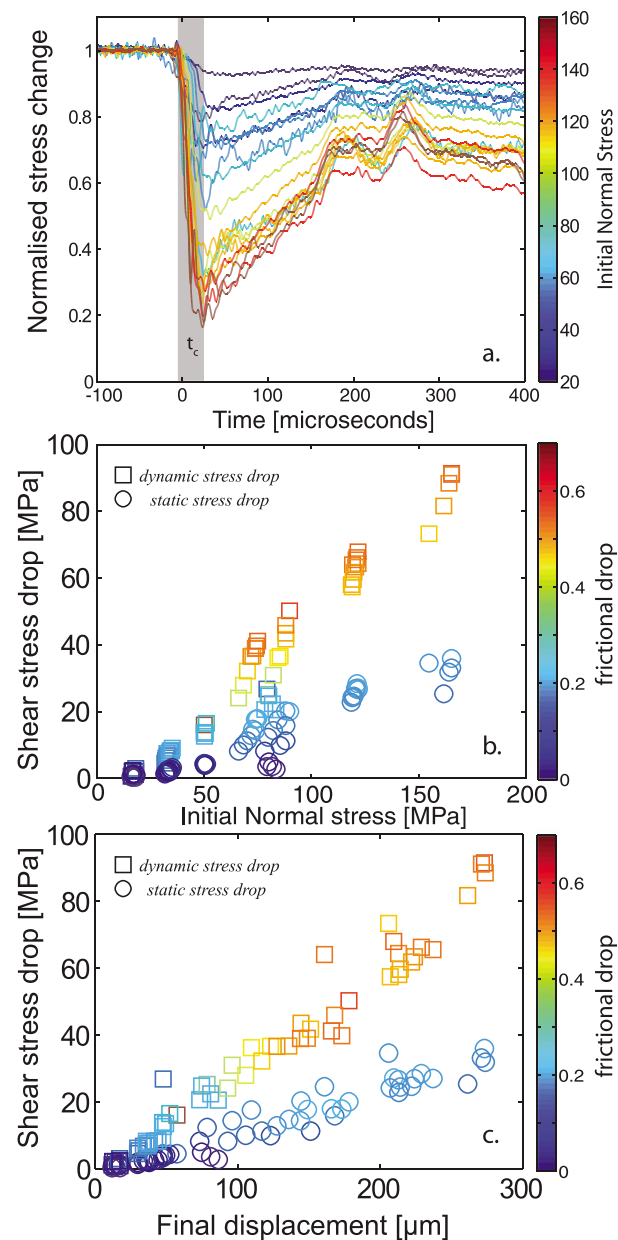 160
140
120
100
80
60
40
20
Initial Normal Stress
1
0.8
0.6
0.4
0.2
0
Normalised stress change
t_c
a.
-100
0
100
200
300
400
Time [microseconds]
100
80
60
40
20
0
Shear stress drop [MPa]
dynamic stress drop
static stress drop
b.
0
50
100
150
200
Initial Normal stress [MPa]
0.6
0.4
0.2
0
frictional drop
100
80
60
40
20
0
Shear stress drop [MPa]
dynamic stress drop
static stress drop
c.
0
100
200
300
Final displacement [µm]
0.6
0.4
0.2
0
frictional drop